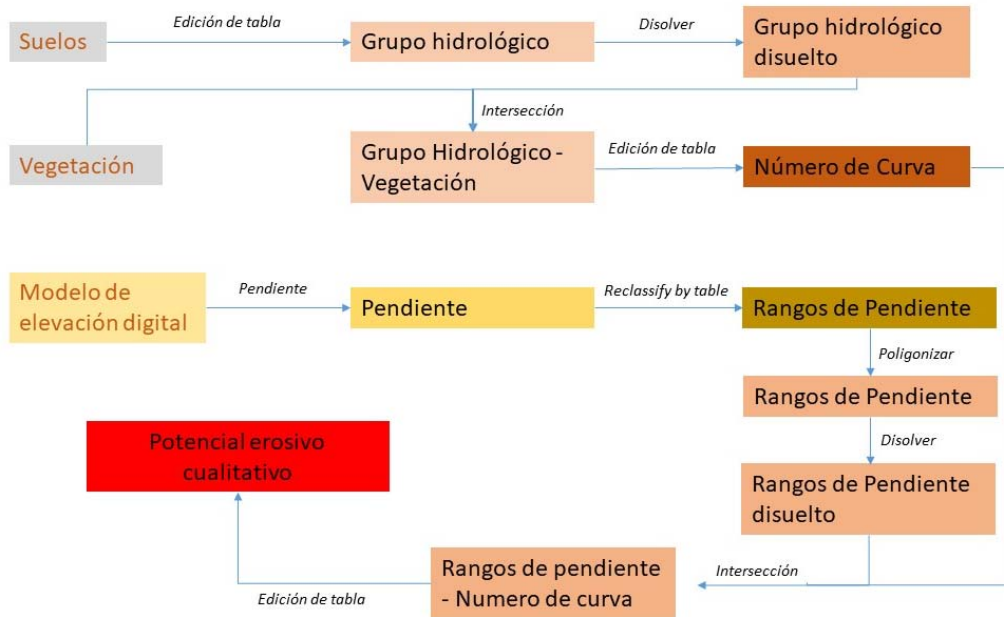 Suelos
Edición de tabla
Grupo hidrológico
Disolver
Grupo hidrológico
disuelto
Intersección
Vegetación
Grupo Hidrológico -
Vegetación
Edición de tabla
Número de Curva
Modelo de
elevación digital
Pendiente
Pendiente
Reclassify by table
Rangos de Pendiente
Poligonizar
Rangos de Pendiente
Disolver
Rangos de Pendiente
disuelto
Intersección
Rangos de pendiente
- Numero de curva
Edición de tabla
Potencial erosivo
cualitativo